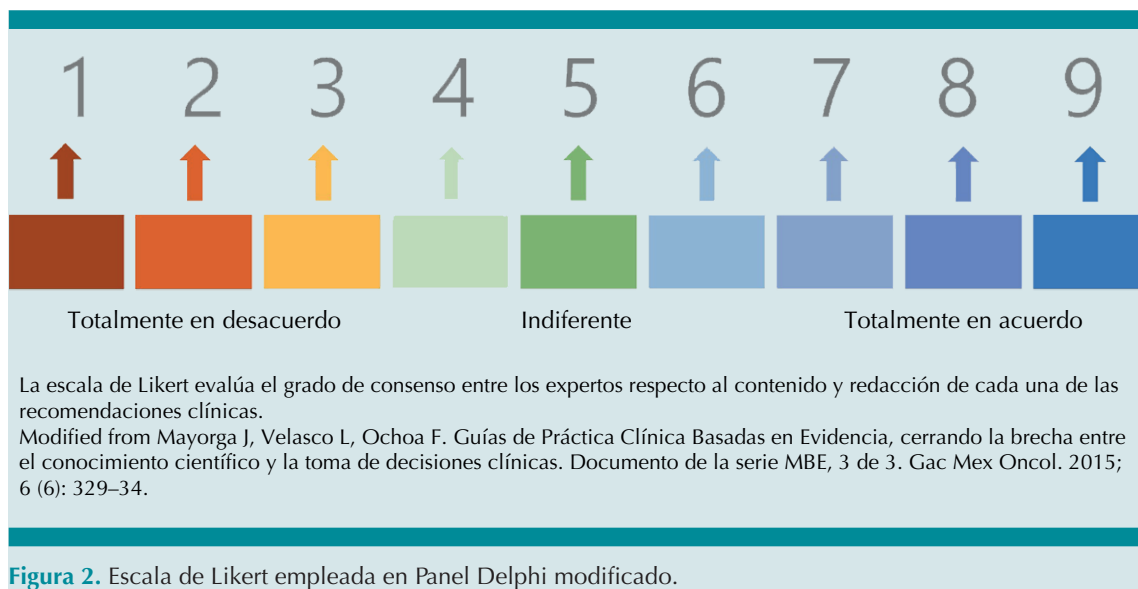 1 2 3 4 5 6 7 8 9
Totalmente en desacuerdo Indiferente Totalmente en acuerdo
La escala de Likert evalúa el grado de consenso entre los expertos respecto al contenido y redacción de cada una de las
recomendaciones clínicas.
Modified from Mayorga J, Velasco L, Ochoa F. Guías de Práctica Clínica Basadas en Evidencia, cerrando la brecha entre
el conocimiento científico y la toma de decisiones clínicas. Documento de la serie MBE, 3 de 3. Gac Mex Oncol. 2015;
6 (6): 329–34.
Figura 2. Escala de Likert empleada en Panel Delphi modificado.